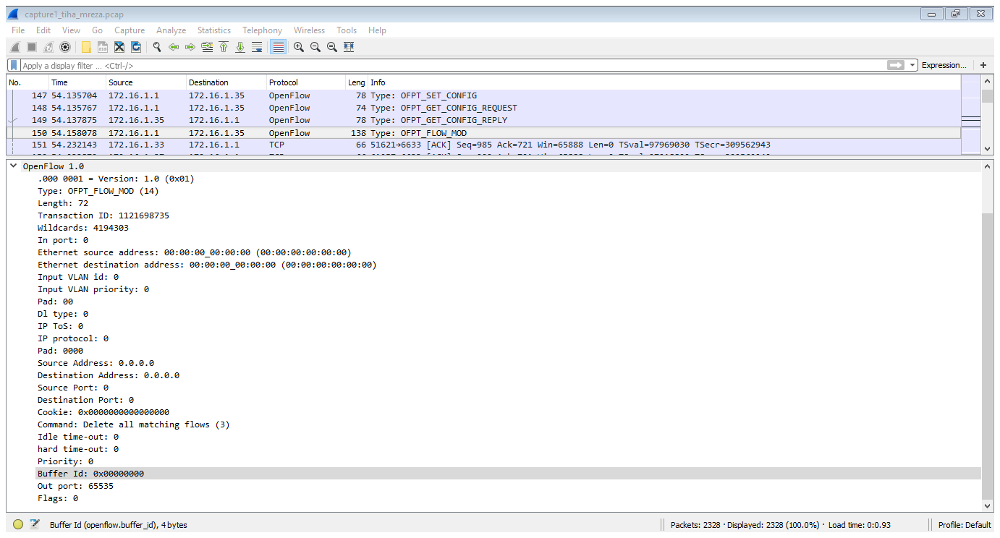 capture1_tiha_mreza.pcap
File Edit View Go Capture Analyze Statistics Telephony Wireless Tools Help
Apply a display filter ... <Ctrl-/> Expression... +
No. Time Source Destination Protocol Leng Info
147 54.135704 172.16.1.1 172.16.1.35 OpenFlow 78 Type: OFPT_SET_CONFIG
148 54.135767 172.16.1.1 172.16.1.35 OpenFlow 74 Type: OFPT_GET_CONFIG_REQUEST
149 54.137875 172.16.1.35 172.16.1.1 OpenFlow 78 Type: OFPT_GET_CONFIG_REPLY
150 54.158078 172.16.1.1 172.16.1.35 OpenFlow 138 Type: OFPT_FLOW_MOD
151 54.232143 172.16.1.33 172.16.1.1 TCP 66 51621→6633 [ACK] Seq=985 Ack=721 Win=65888 Len=0 TSval=97969030 TSecr=309562943
OpenFlow 1.0
.000 0001 = Version: 1.0 (0x01)
Type: OFPT_FLOW_MOD (14)
Length: 72
Transaction ID: 1121698735
Wildcards: 4194303
In port: 0
Ethernet source address: 00:00:00_00:00:00 (00:00:00:00:00:00)
Ethernet destination address: 00:00:00_00:00:00 (00:00:00:00:00:00)
Input VLAN id: 0
Input VLAN priority: 0
Pad: 00
Dl type: 0
IP ToS: 0
IP protocol: 0
Pad: 0000
Source Address: 0.0.0.0
Destination Address: 0.0.0.0
Source Port: 0
Destination Port: 0
Cookie: 0x0000000000000000
Command: Delete all matching flows (3)
Idle time-out: 0
hard time-out: 0
Priority: 0
Buffer Id: 0x00000000
Out port: 65535
Flags: 0
Buffer Id (openflow.buffer_id), 4 bytes Packets: 2328 · Displayed: 2328 (100.0%) · Load time: 0:0.93 Profile: Default